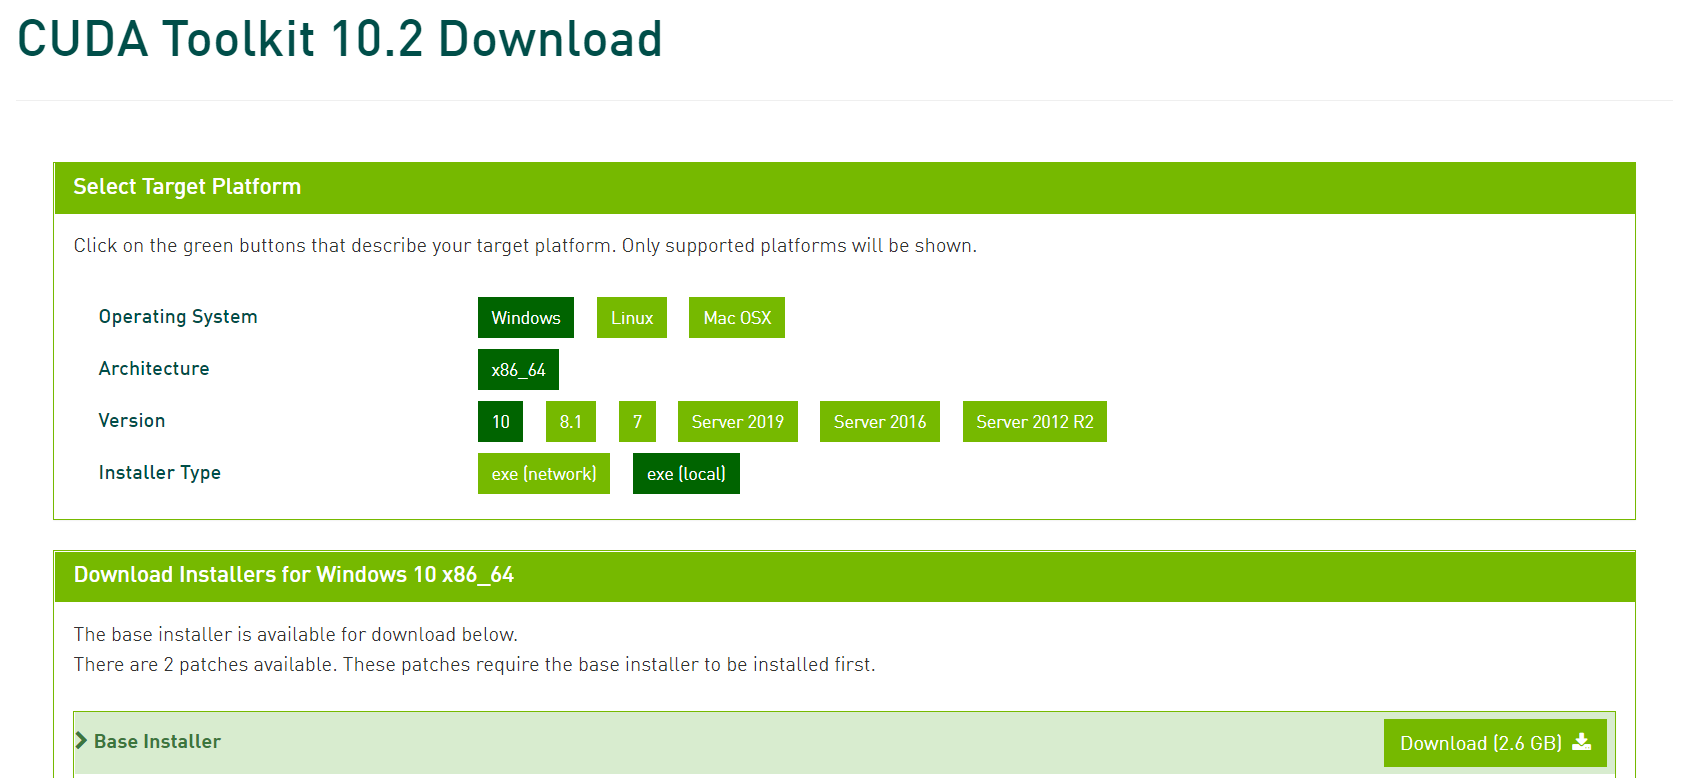 CUDA Toolkit 10.2 Download
Select Target Platform
Click on the green buttons that describe your target platform. Only supported platforms will be shown.
Operating System Windows Linux Mac OSX
Architecture x86_64
Version 10 8.1 7 Server 2019 Server 2016 Server 2012 R2
Installer Type exe (network) exe (local)
Download Installers for Windows 10 x86_64
The base installer is available for download below.
There are 2 patches available. These patches require the base installer to be installed first.
Base Installer Download (2.6 GB)